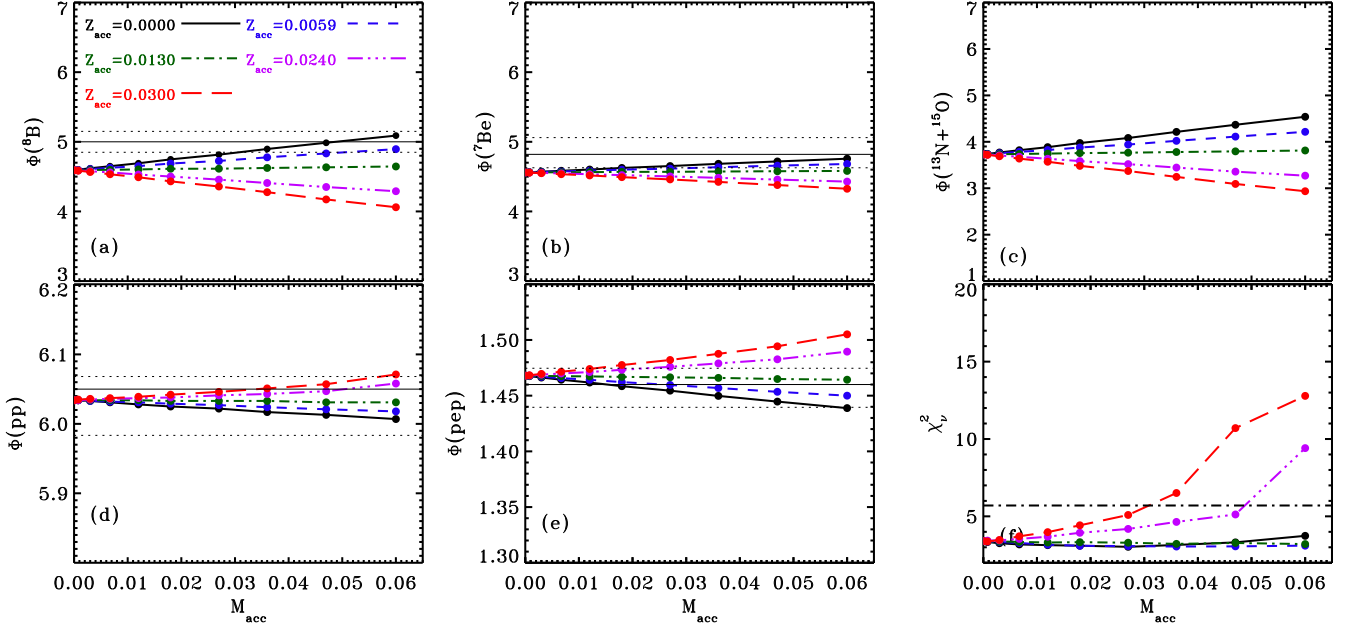 Z_acc=0.0000 Z_acc=0.0059
Z_acc=0.0130 Z_acc=0.0240
Z_acc=0.0300
7
6
5
4
3
Φ(⁸B)
(a)
7
6
5
4
3
Φ(⁷Be)
(b)
7
6
5
4
3
2
1
Φ(¹³N+¹⁵O)
(c)
6.2
6.1
6.0
5.9
Φ(pp)
(d)
0.00 0.01 0.02 0.03 0.04 0.05 0.06
M_acc
1.50
1.45
1.40
1.35
1.30
Φ(pep)
(e)
0.00 0.01 0.02 0.03 0.04 0.05 0.06
M_acc
20
15
10
5
χ²_ν
(f)
0.00 0.01 0.02 0.03 0.04 0.05 0.06
M_acc